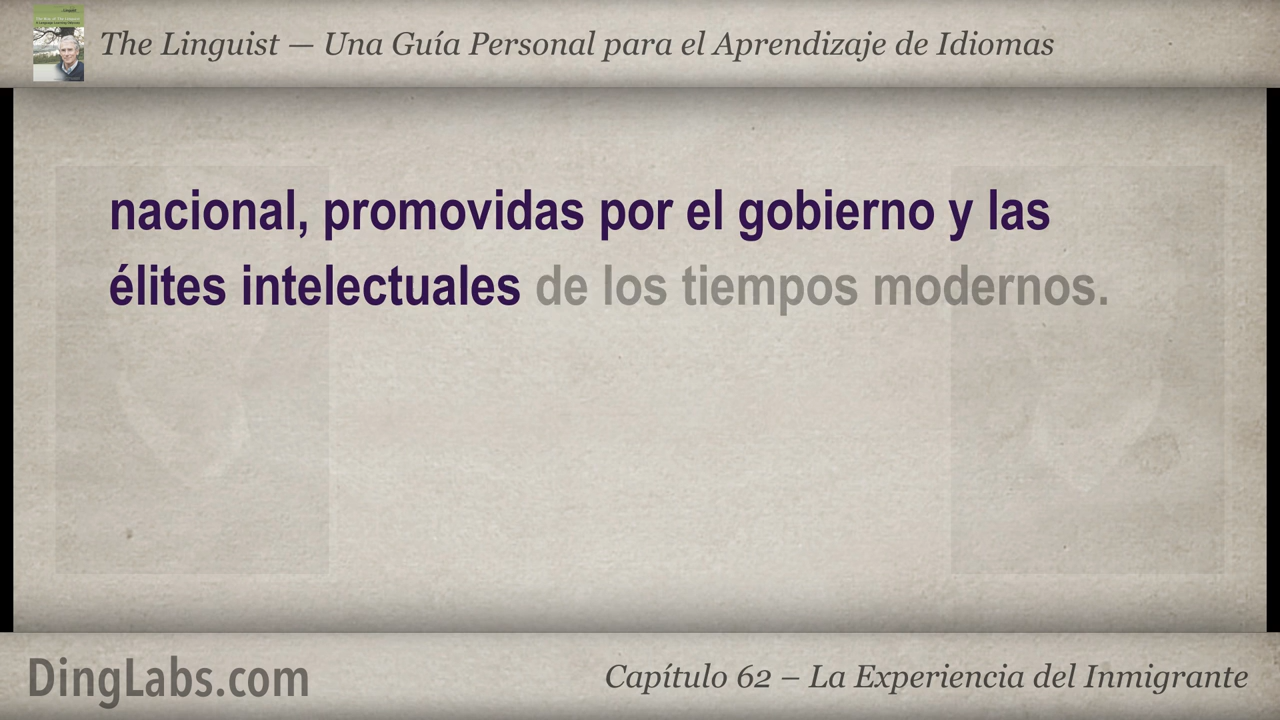 The Linguist — Una Guía Personal para el Aprendizaje de Idiomas
nacional, promovidas por el gobierno y las
élites intelectuales de los tiempos modernos.
DingLabs.com
Capítulo 62 – La Experiencia del Inmigrante